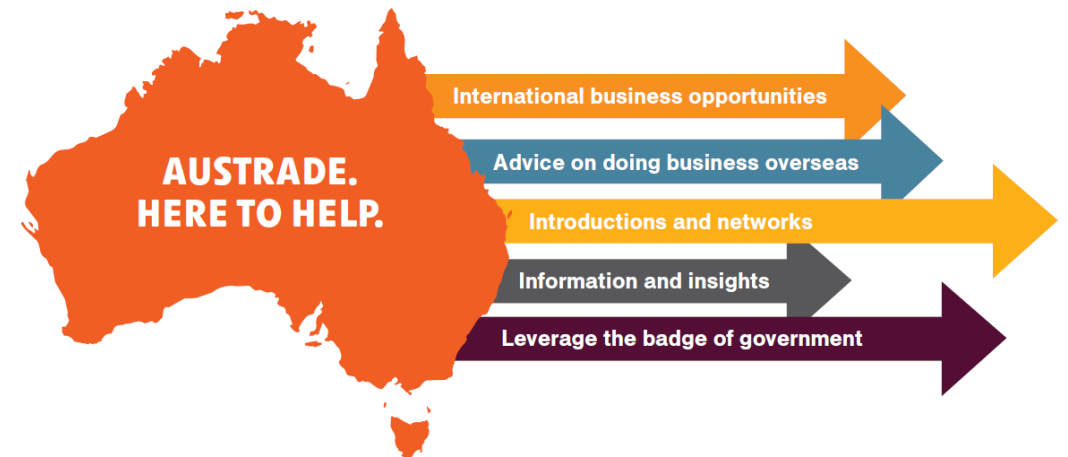 AUSTRADE.
HERE TO HELP.
International business opportunities
Advice on doing business overseas
Introductions and networks
Information and insights
Leverage the badge of government